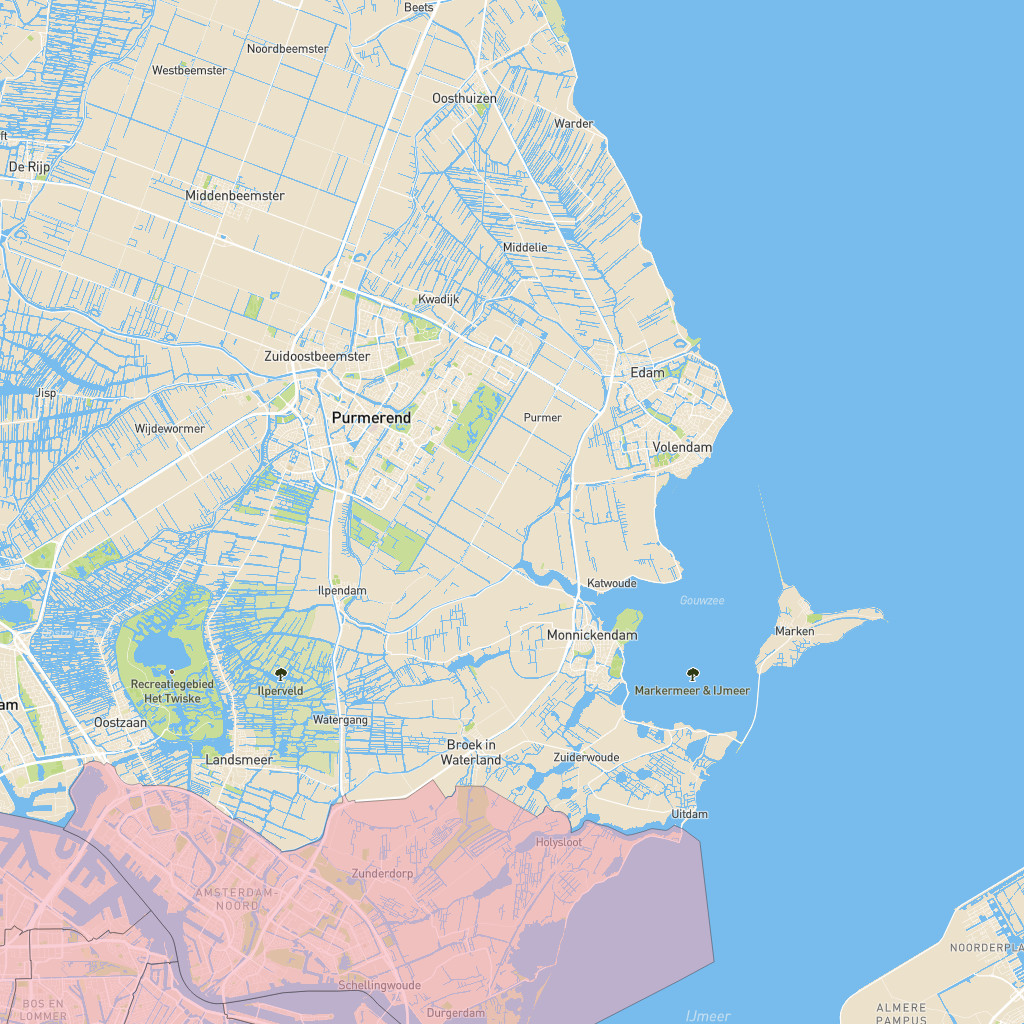 Beets
Noordbeemster
Westbeemster
Oosthuizen
Warder
ft
De Rijp
Middenbeemster
Middelie
Kwadijk
Zuidoostbeemster
Edam
Jisp
Purmerend
Purmer
Wijdewormer
Volendam
Katwoude
Ilpendam
Gouwzee
Marken
Monnickendam
Recreatiegebied
Het Twiske
Ilperveld
Markermeer & IJmeer
am
Oostzaan
Watergang
Landsmeer
Broek in
Waterland
Zuiderwoude
Uitdam
Holysloot
Zunderdorp
AMSTERDAM-
NOORD
NOORDERPLA
Schellingwoude
BOS EN
LOMMER
Durgerdam
IJmeer
ALMERE
PAMPUS